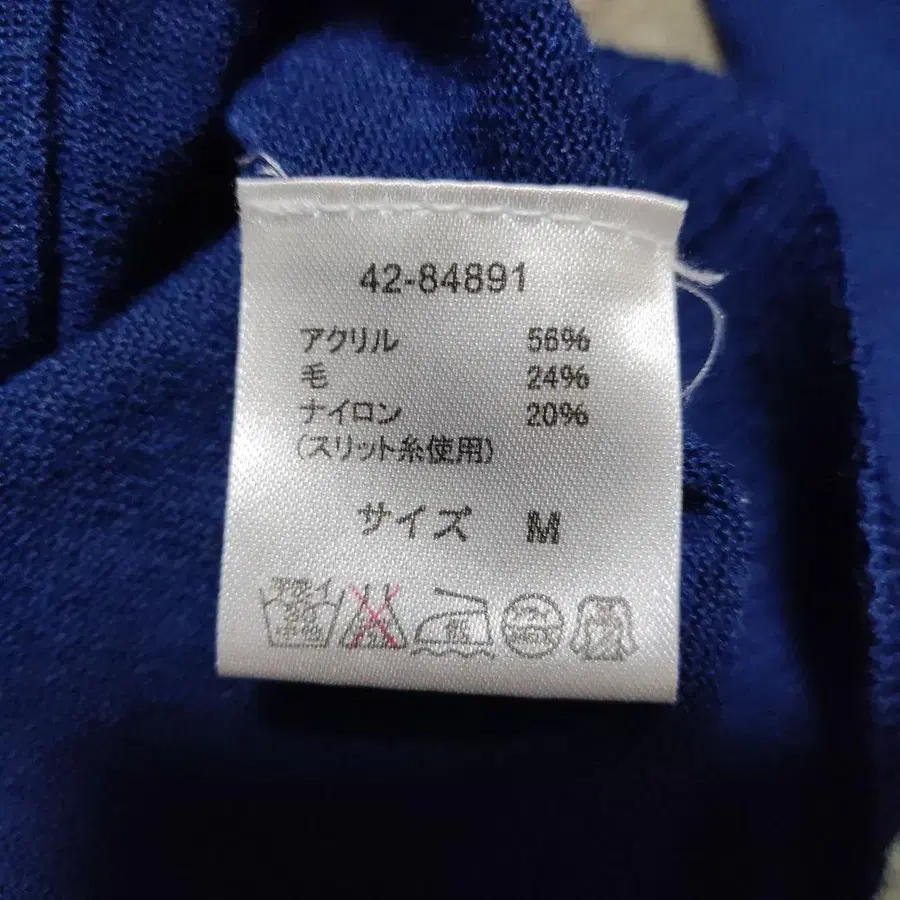 42-84891
アクリル 56%
毛 24%
ナイロン 20%
(スリット糸使用)
サイズ M